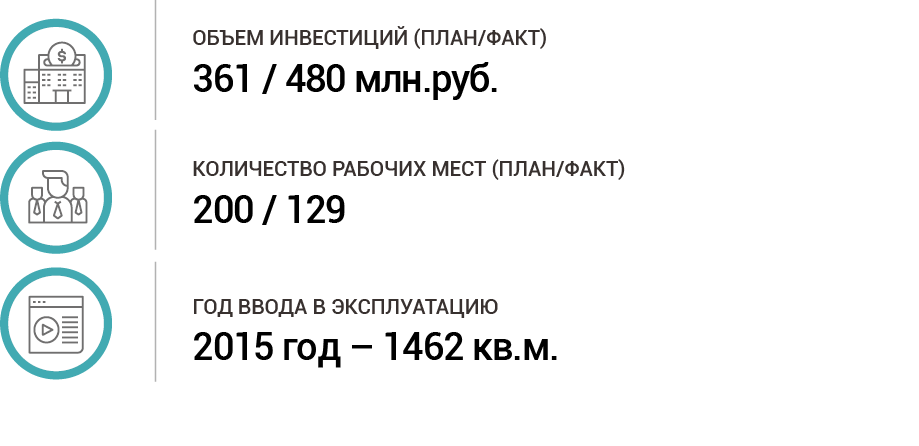 ОБЪЕМ ИНВЕСТИЦИЙ (ПЛАН/ФАКТ)
361 / 480 млн.руб.
КОЛИЧЕСТВО РАБОЧИХ МЕСТ (ПЛАН/ФАКТ)
200 / 129
ГОД ВВОДА В ЭКСПЛУАТАЦИЮ
2015 год – 1462 кв.м.